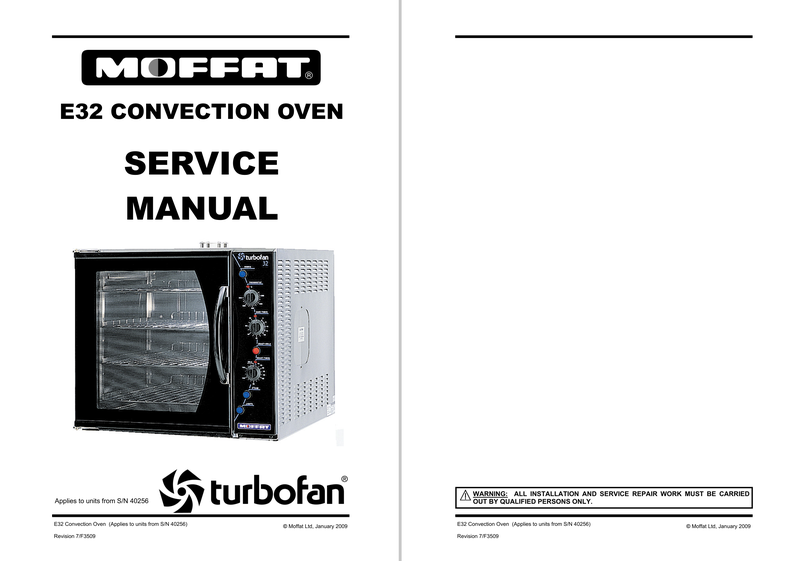 MOFFAT®
E32 CONVECTION OVEN
SERVICE
MANUAL
turbofan
32
MOFFAT
Applies to units from S/N 40256
turbofan®
E32 Convection Oven (Applies to units from S/N 40256)
© Moffat Ltd, January 2009
Revision 7/F3509
WARNING: ALL INSTALLATION AND SERVICE REPAIR WORK MUST BE CARRIED
OUT BY QUALIFIED PERSONS ONLY.
E32 Convection Oven (Applies to units from S/N 40256)
© Moffat Ltd, January 2009
Revision 7/F3509